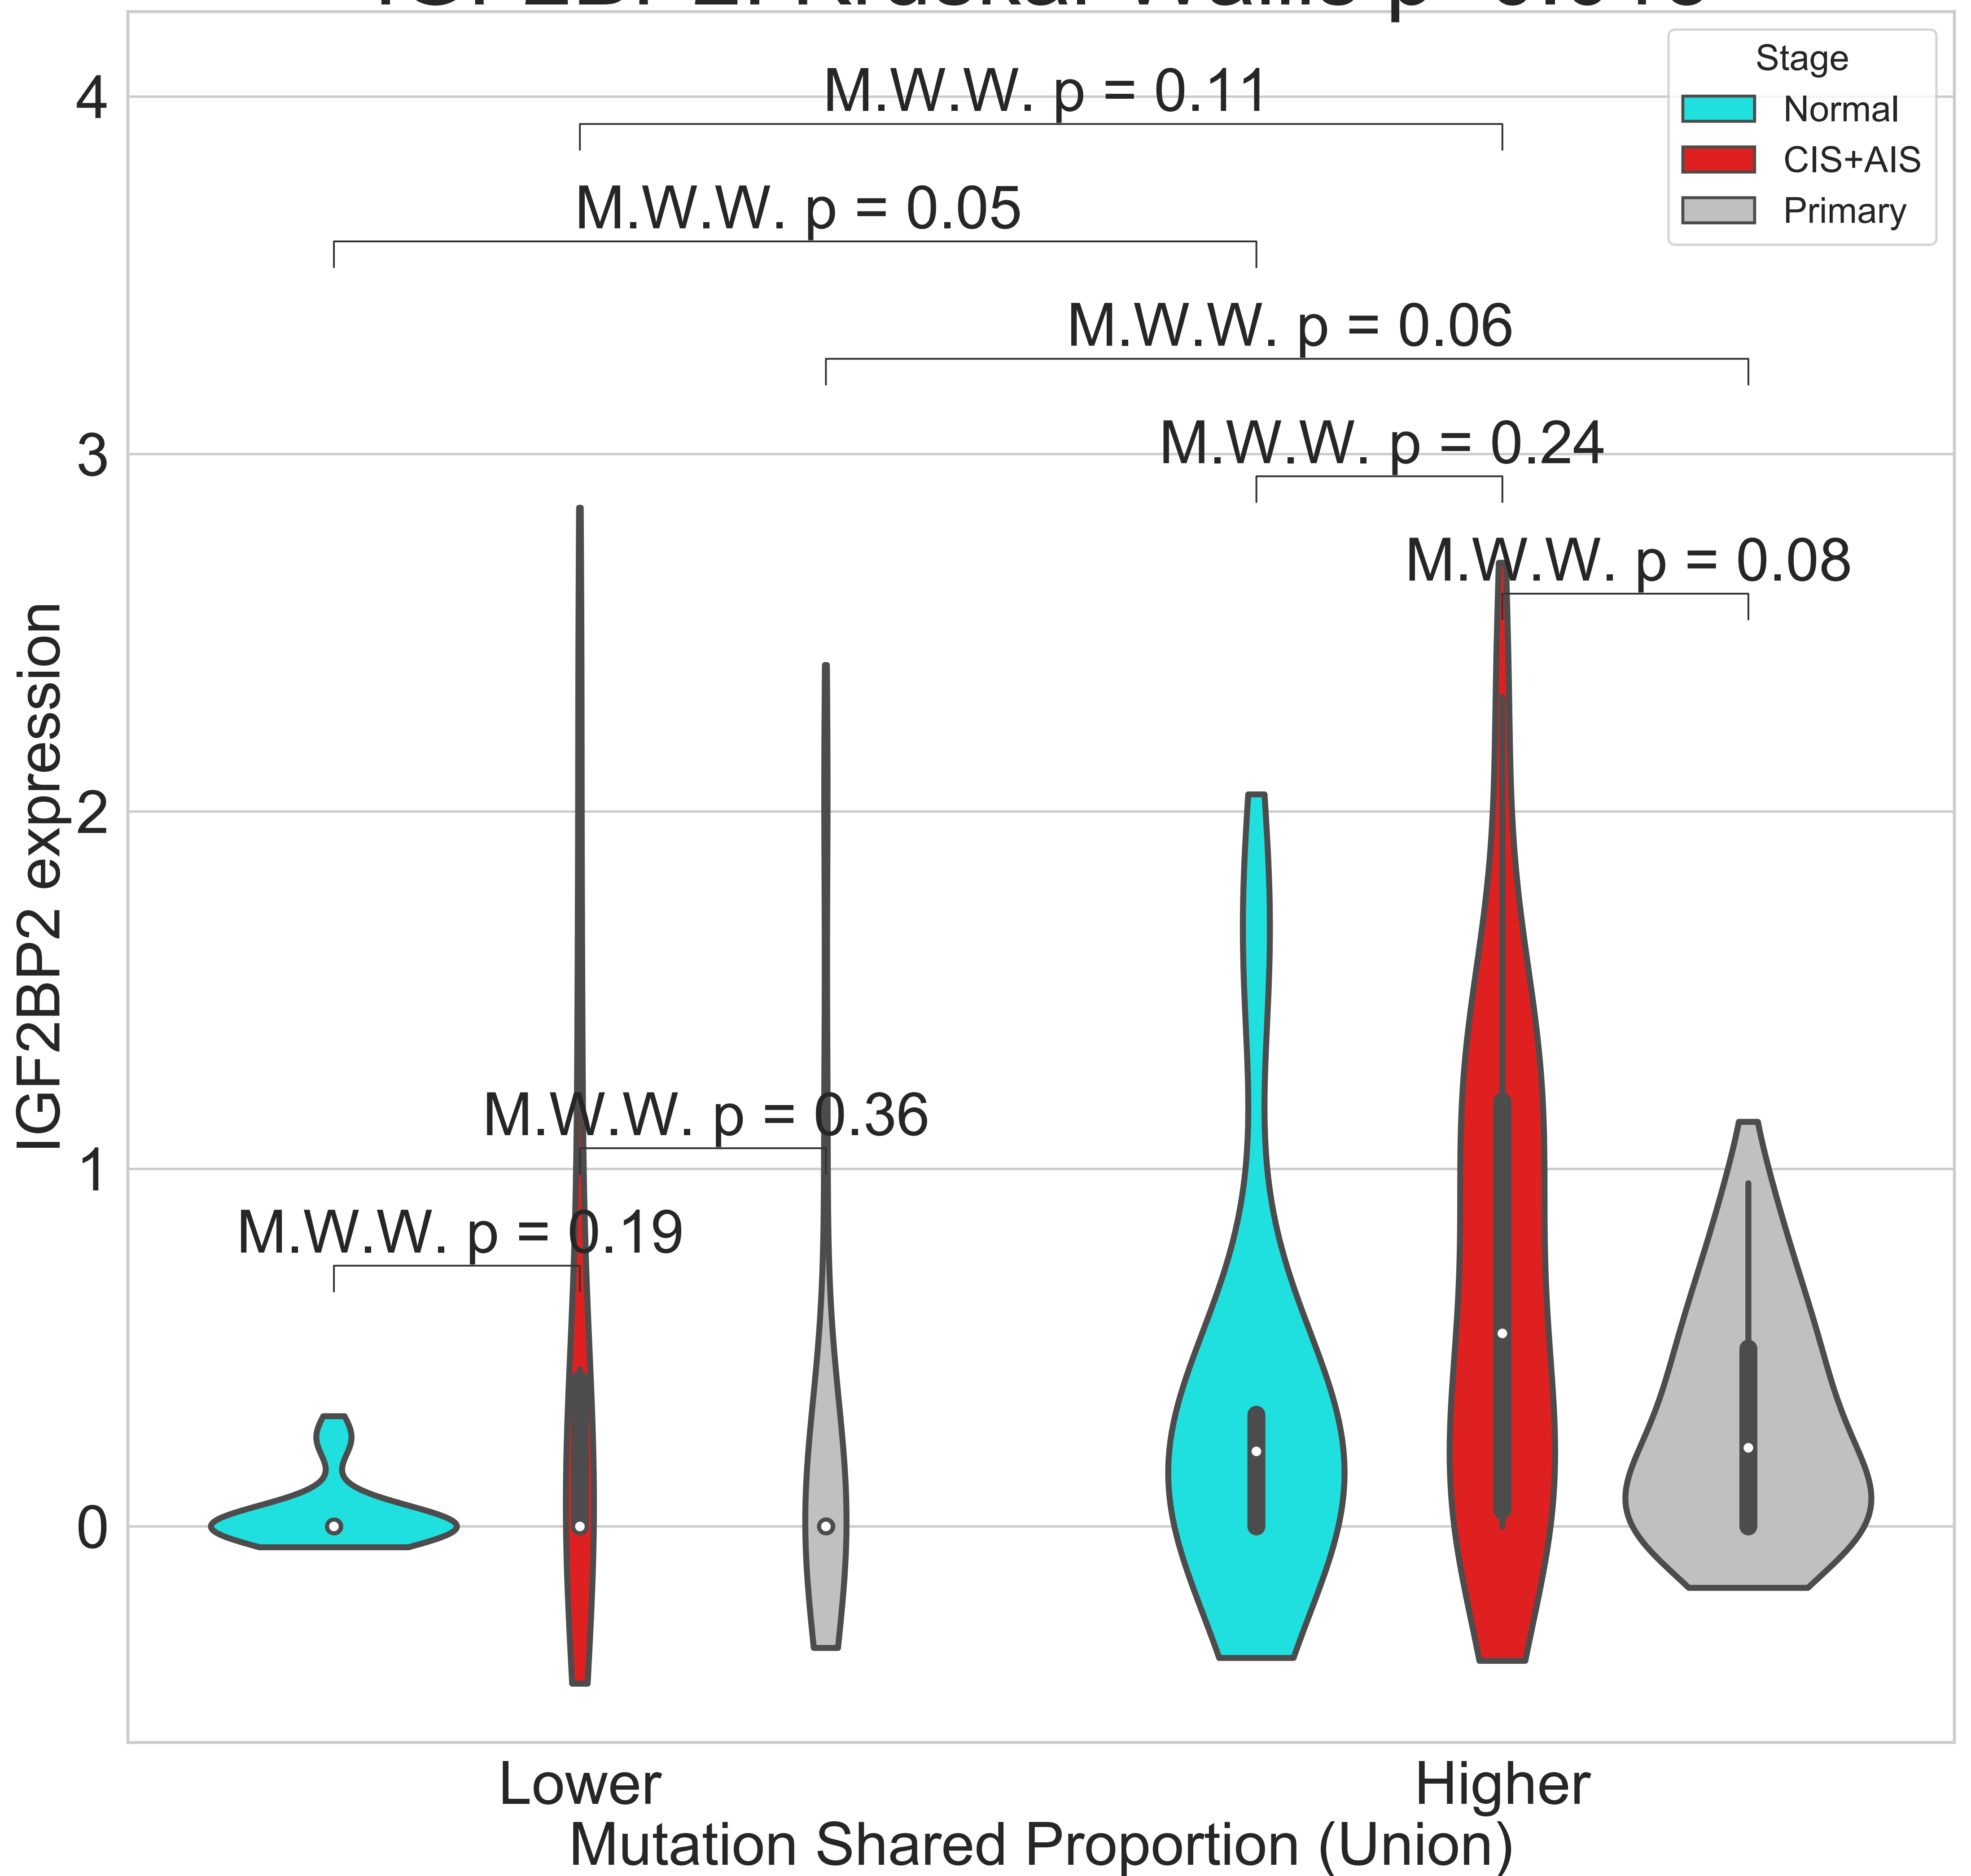 Stage
Normal
CIS+AIS
Primary
M.W.W. p = 0.11
M.W.W. p = 0.05
M.W.W. p = 0.06
M.W.W. p = 0.24
M.W.W. p = 0.08
M.W.W. p = 0.36
M.W.W. p = 0.19
4
3
2
1
0
IGF2BP2 expression
Lower
Higher
Mutation Shared Proportion (Union)